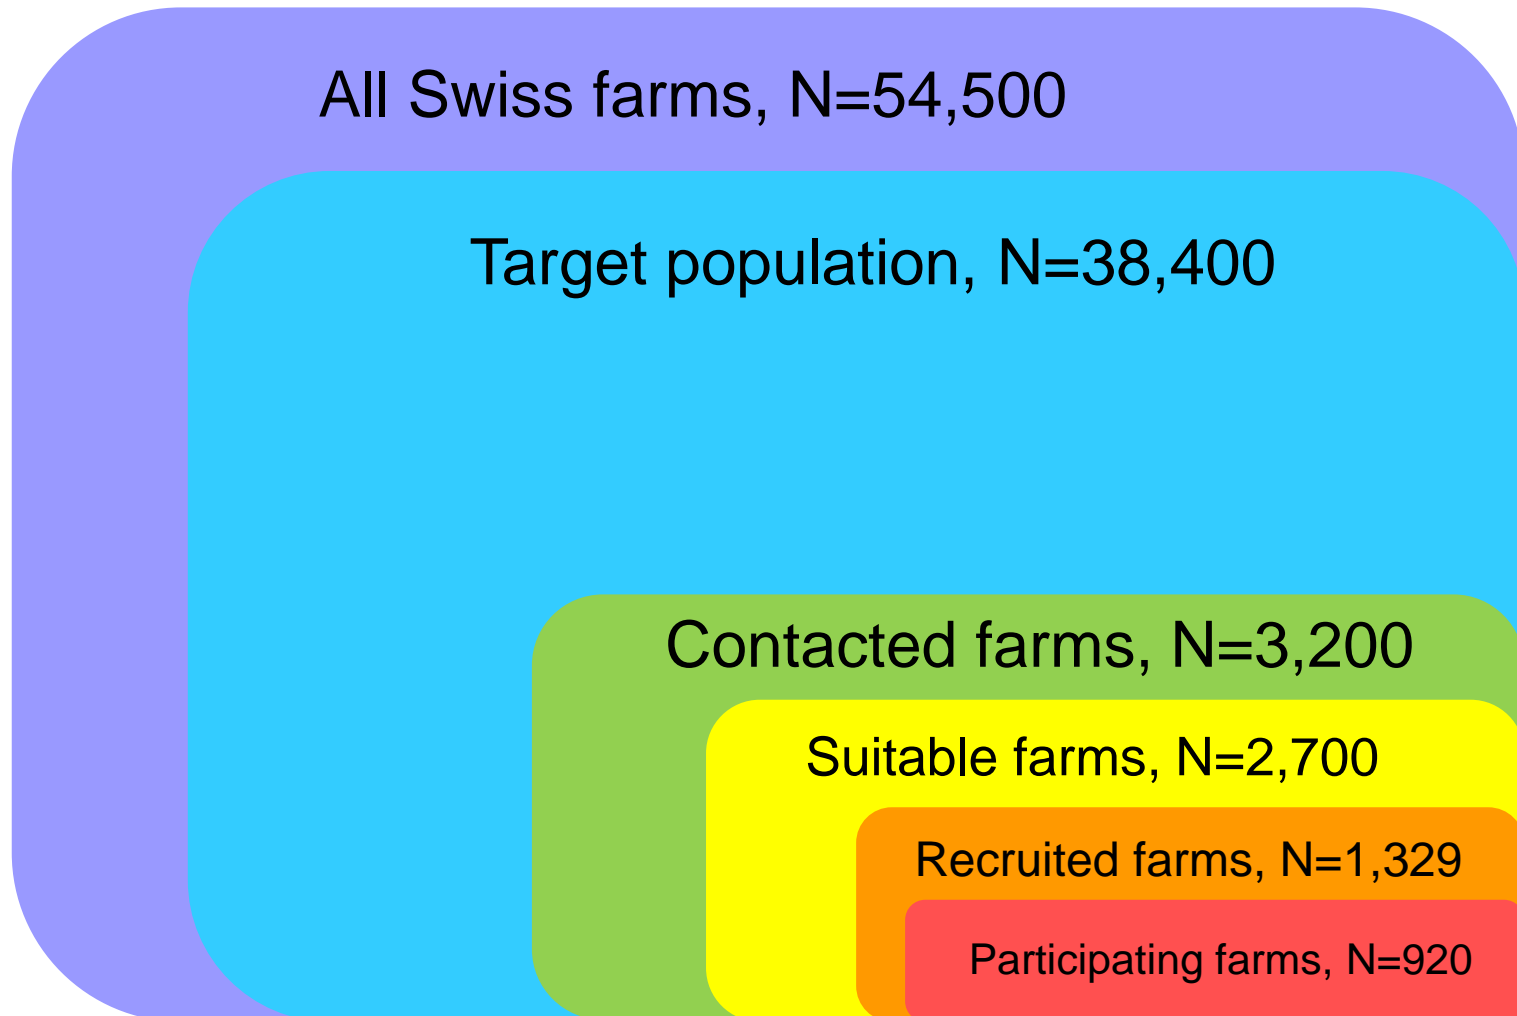 All Swiss farms, N=54,500
Target population, N=38,400
Contacted farms, N=3,200
Suitable farms, N=2,700
Recruited farms, N=1,329
Participating farms, N=920